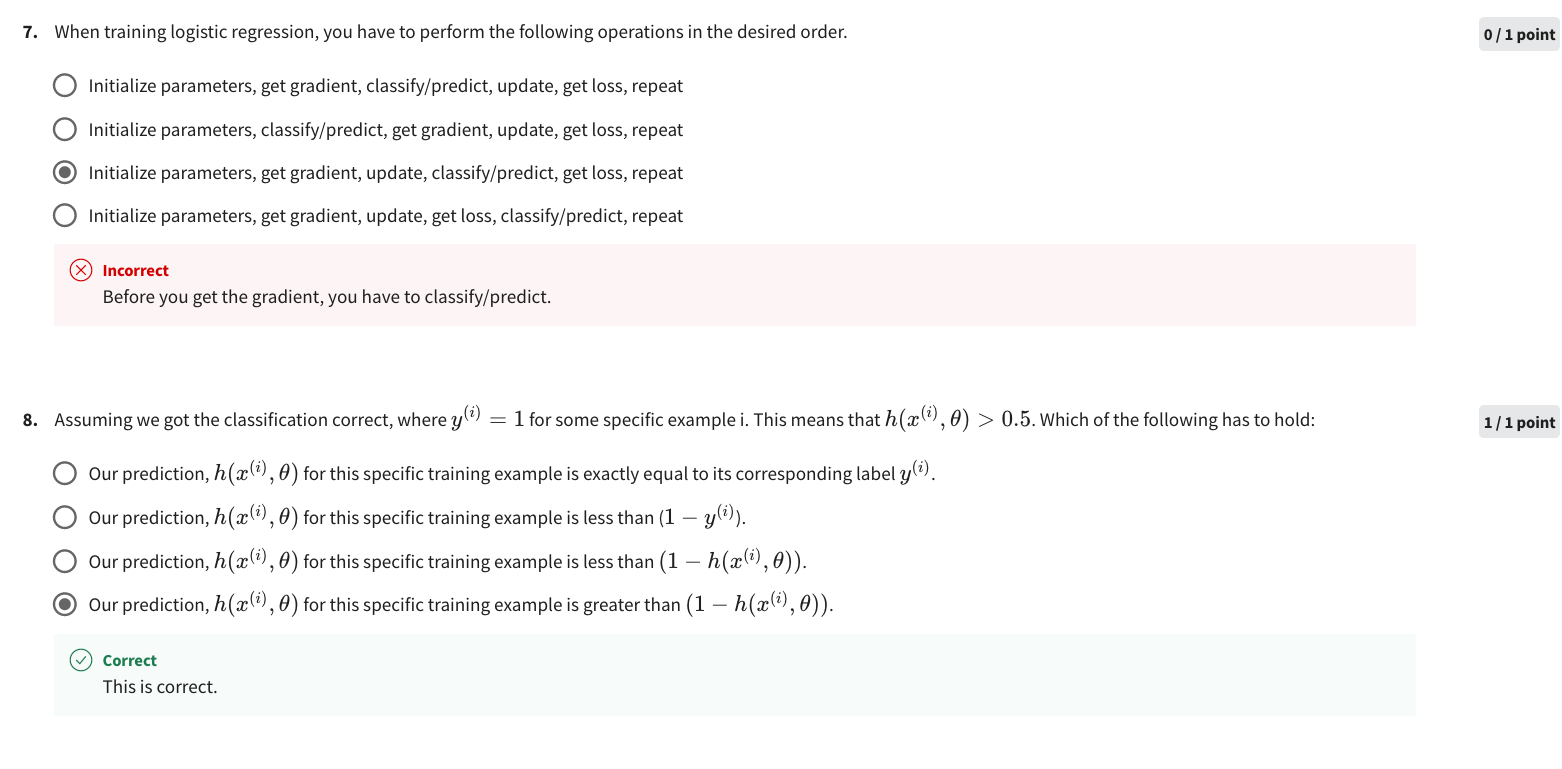 7. When training logistic regression, you have to perform the following operations in the desired order.
0 / 1 point
Initialize parameters, get gradient, classify/predict, update, get loss, repeat
Initialize parameters, classify/predict, get gradient, update, get loss, repeat
Initialize parameters, get gradient, update, classify/predict, get loss, repeat
Initialize parameters, get gradient, update, get loss, classify/predict, repeat
Incorrect
Before you get the gradient, you have to classify/predict.
8. Assuming we got the classification correct, where $y^{(i)} = 1$ for some specific example i. This means that $h(x^{(i)}, \theta) > 0.5$. Which of the following has to hold:
1 / 1 point
Our prediction, $h(x^{(i)}, \theta)$ for this specific training example is exactly equal to its corresponding label $y^{(i)}$.
Our prediction, $h(x^{(i)}, \theta)$ for this specific training example is less than $(1 - y^{(i)})$.
Our prediction, $h(x^{(i)}, \theta)$ for this specific training example is less than $(1 - h(x^{(i)}, \theta))$.
Our prediction, $h(x^{(i)}, \theta)$ for this specific training example is greater than $(1 - h(x^{(i)}, \theta))$.
Correct
This is correct.